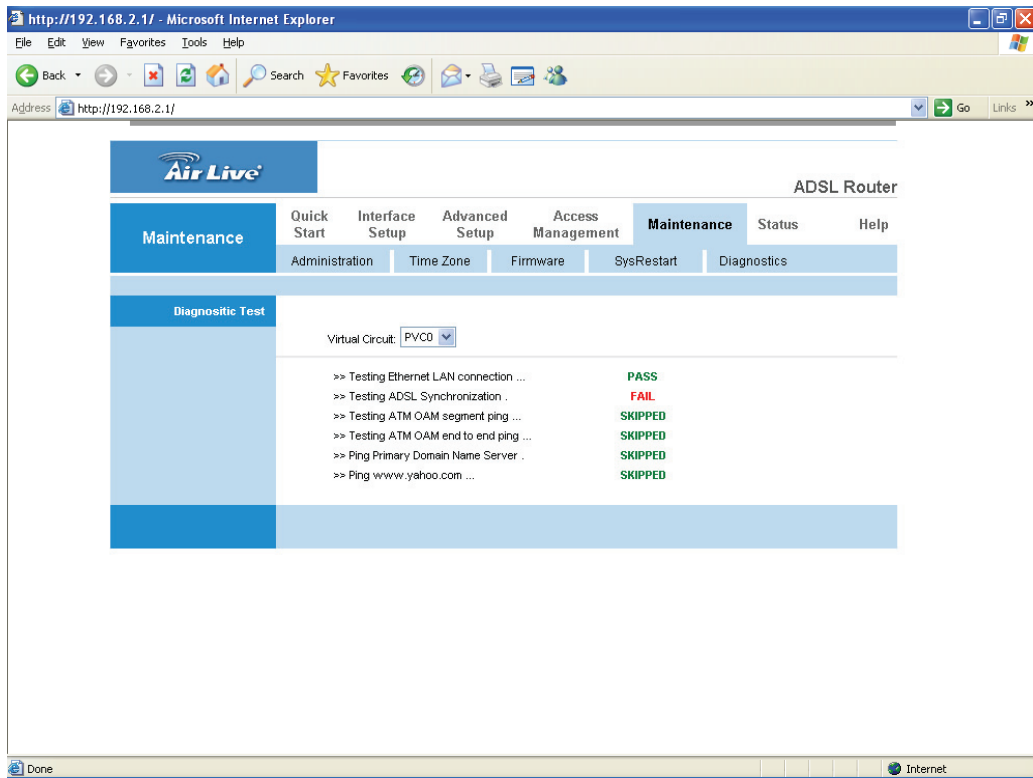 http://192.168.2.1/ - Microsoft Internet Explorer
File Edit View Favorites Tools Help
Back Search Favorites
Address http://192.168.2.1/ Go Links »
Air Live®
ADSL Router
Maintenance
Quick Start Interface Setup Advanced Setup Access Management Maintenance Status Help
Administration Time Zone Firmware SysRestart Diagnostics
Diagnositic Test
Virtual Circuit: PVC0
>> Testing Ethernet LAN connection ... PASS
>> Testing ADSL Synchronization . FAIL
>> Testing ATM OAM segment ping ... SKIPPED
>> Testing ATM OAM end to end ping ... SKIPPED
>> Ping Primary Domain Name Server . SKIPPED
>> Ping www.yahoo.com ... SKIPPED
Done Internet